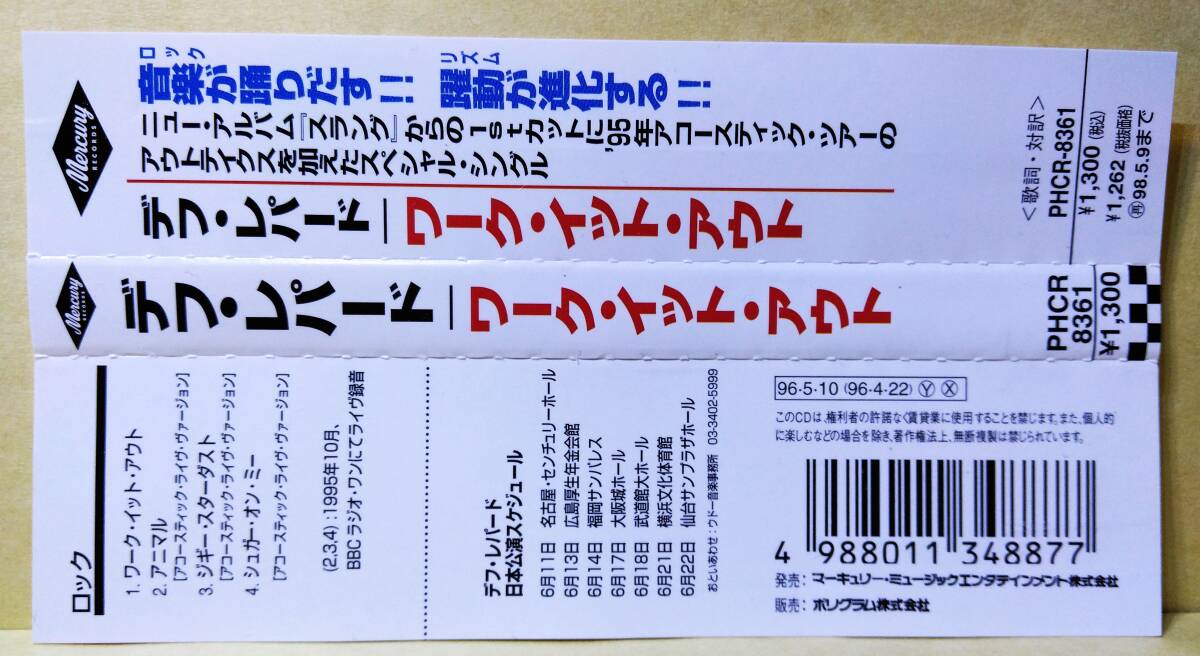 Mercury
RECORDS
ロック
リズム
音楽が踊りだす!! 躍動が進化する!!
ニュー・アルバム『スラング』からの1stカットに'95年アコースティック・ツアーの
アウトテイクスを加えたスペシャル・シングル
デフ・レパード｜ワーク・イット・アウト
<歌詞・対訳>
PHCR-8361
¥1,300 (税込)
¥1,262 (税抜価格)
再98.5.9まで
Mercury
RECORDS
デフ・レパード｜ワーク・イット・アウト
PHCR
8361
¥1,300
ロック
1. ワーク・イット・アウト
2. アニマル
[アコースティック・ライヴ・ヴァージョン]
3. ジギー・スターダスト
[アコースティック・ライヴ・ヴァージョン]
4. シュガー・オン・ミー
[アコースティック・ライヴ・ヴァージョン]
(2,3,4) : 1995年10月、
BBCラジオ・ワンにてライヴ録音
デフ・レパード
日本公演スケジュール
6月11日 名古屋・センチュリーホール
6月13日 広島厚生年金会館
6月14日 福岡サンパレス
6月17日 大阪城ホール
6月18日 武道館大ホール
6月21日 横浜文化体育館
6月22日 仙台サンプラザホール
おといあわせ：ウドー音楽事務所 03-3402-5999
96·5·10 (96·4·22) Ⓨ Ⓧ
このCDは、権利者の許諾なく賃貸業に使用することを禁じます。また、個人的
に楽しむなどの場合を除き、著作権法上、無断複製は禁じられています。
4 988011 348877
発売：マーキュリー・ミュージックエンタテインメント株式会社
販売：ポリグラム株式会社